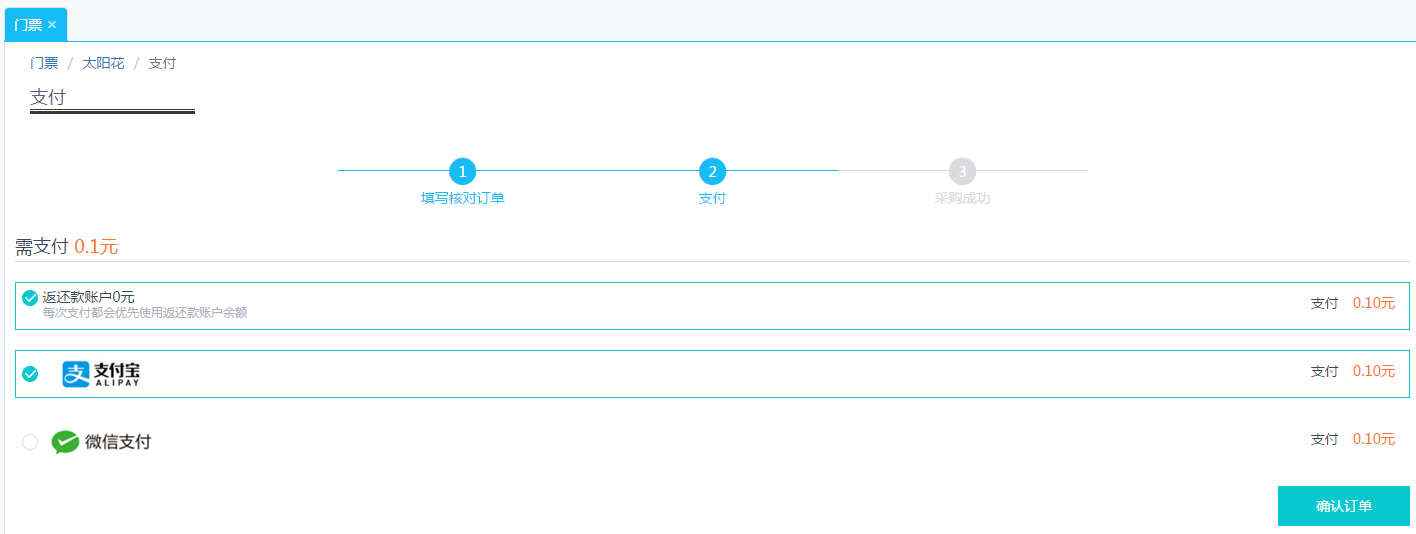 门票 ×
门票 / 太阳花 / 支付
支付
1 2 3
填写核对订单 支付 采购成功
需支付 0.1元
返还款账户0元 支付 0.10元
每次支付都会优先使用返还款账户余额
支 支付宝 支付 0.10元
ALIPAY
微信支付 支付 0.10元
确认订单